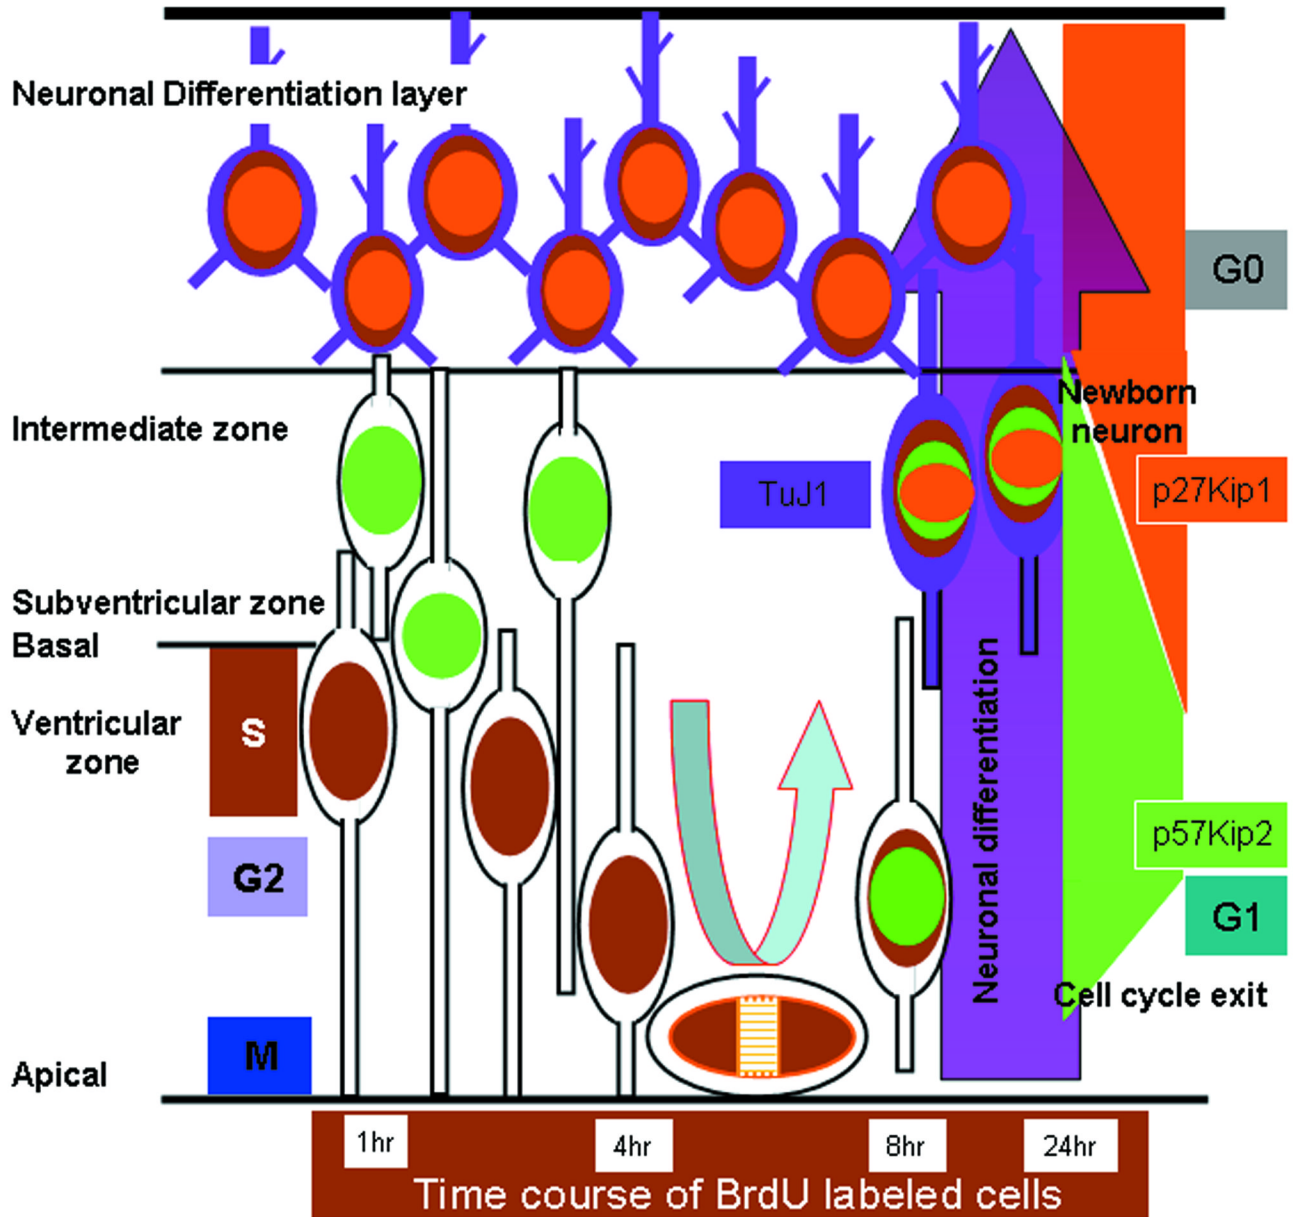 Neuronal Differentiation layer
G0
Intermediate zone
Newborn
neuron
TuJ1
p27Kip1
Subventricular zone
Basal
Ventricular
zone
S
G2
M
Apical
Neuronal differentiation
p57Kip2
G1
Cell cycle exit
1hr
4hr
8hr
24hr
Time course of BrdU labeled cells